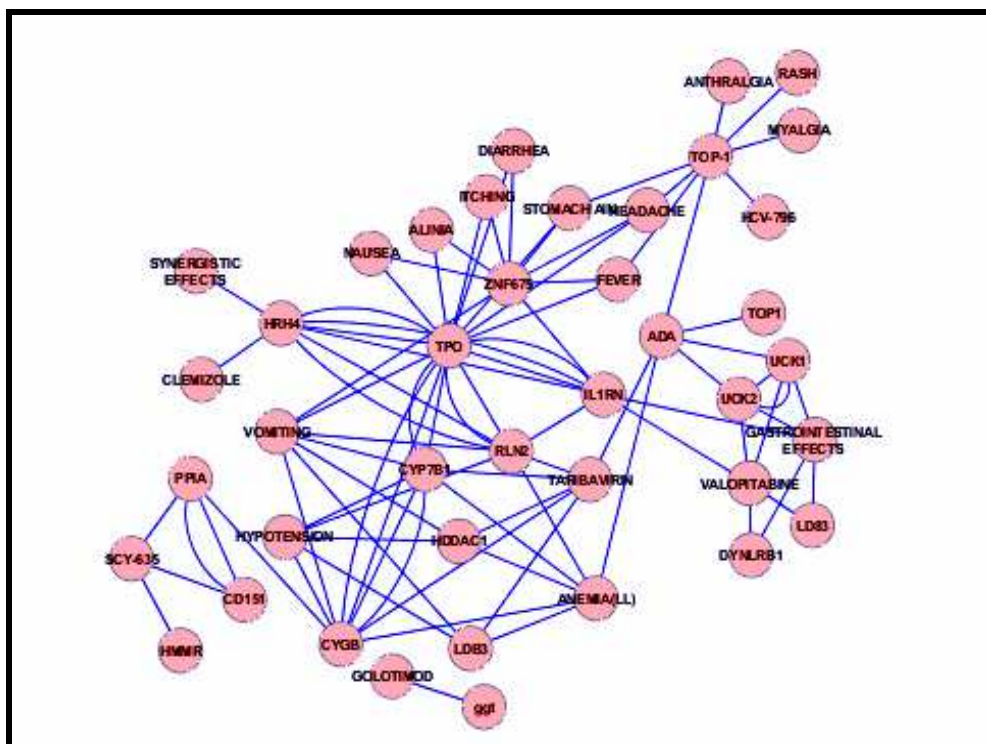 ANTHRALGIA
RASH
MYALGIA
TOP-1
DIARRHEA
ITCHING
STOMACH
HEADACHE
HCV-796
ALINIA
NAUSEA
SYNERGISTIC
EFFECTS
ZNF675
FEVER
HRH4
TPO
ADA
TOP1
UCK1
CLEMIZOLE
IL1RN
UCK2
VOMITING
GASTROINTESTINAL
EFFECTS
RLN2
CYP7B1
PPIA
TARIBAVIRIN
VALOPITABINE
HYPOTENSION
HDDAC1
LD83
SCY-635
DYNLRB1
CD151
ANEMIA(LL)
HMMR
CYGB
LDB3
GOLOTIMOD
ggt